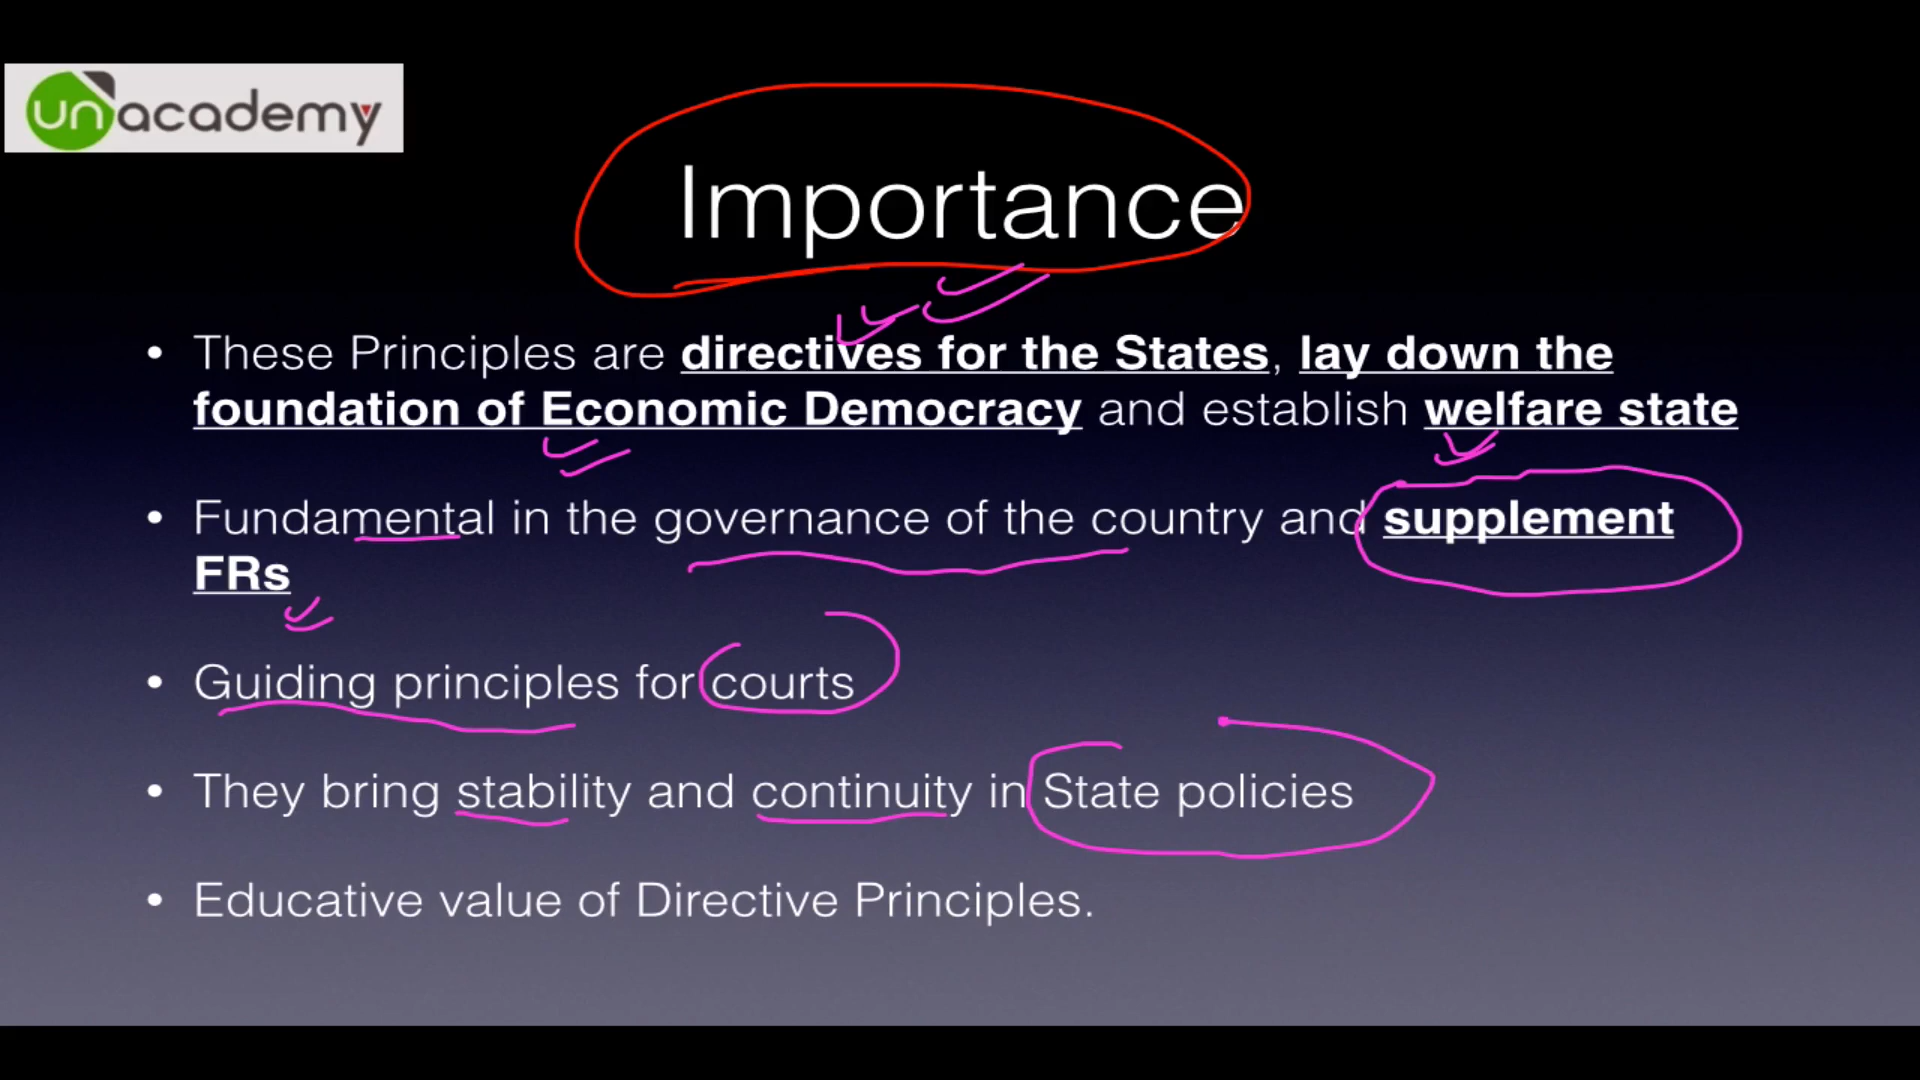 unacademy
Importance
• These Principles are directives for the States, lay down the
foundation of Economic Democracy and establish welfare state
• Fundamental in the governance of the country and supplement
FRs
• Guiding principles for courts
• They bring stability and continuity in State policies
• Educative value of Directive Principles.